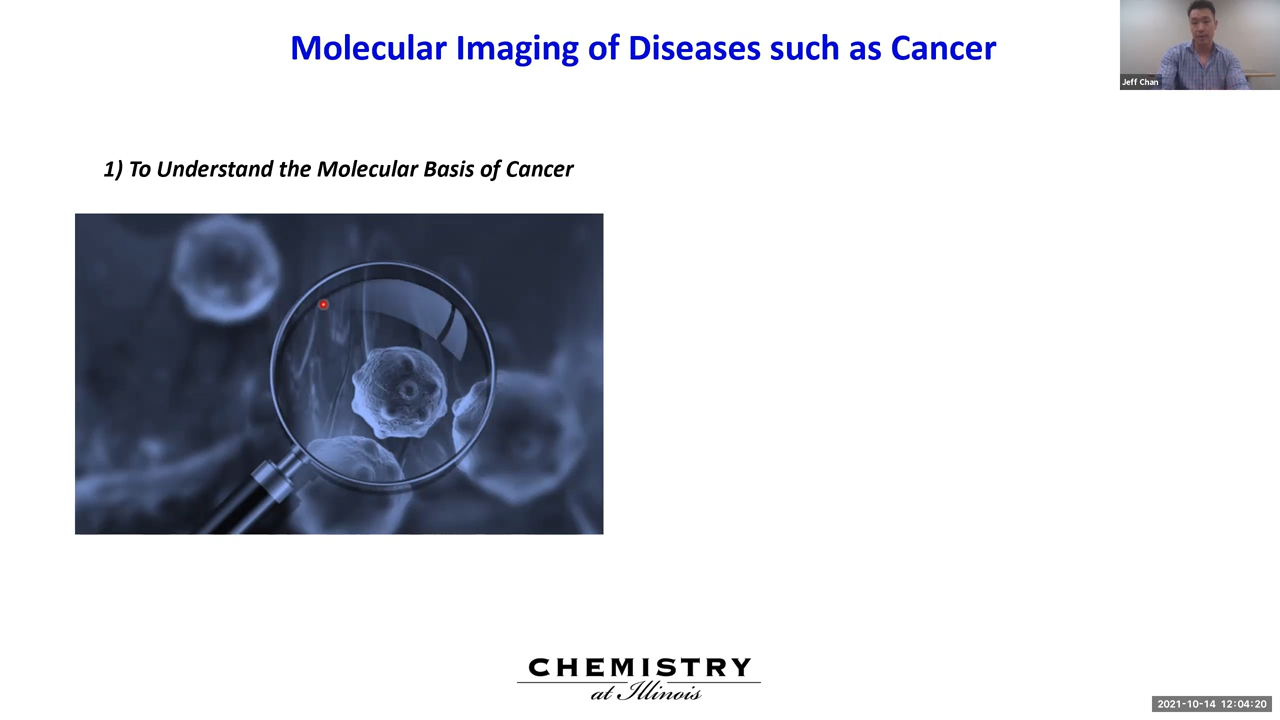 Molecular Imaging of Diseases such as Cancer
Jeff Chan
1) To Understand the Molecular Basis of Cancer
CHEMISTRY
at Illinois
2021-10-14 12:04:20